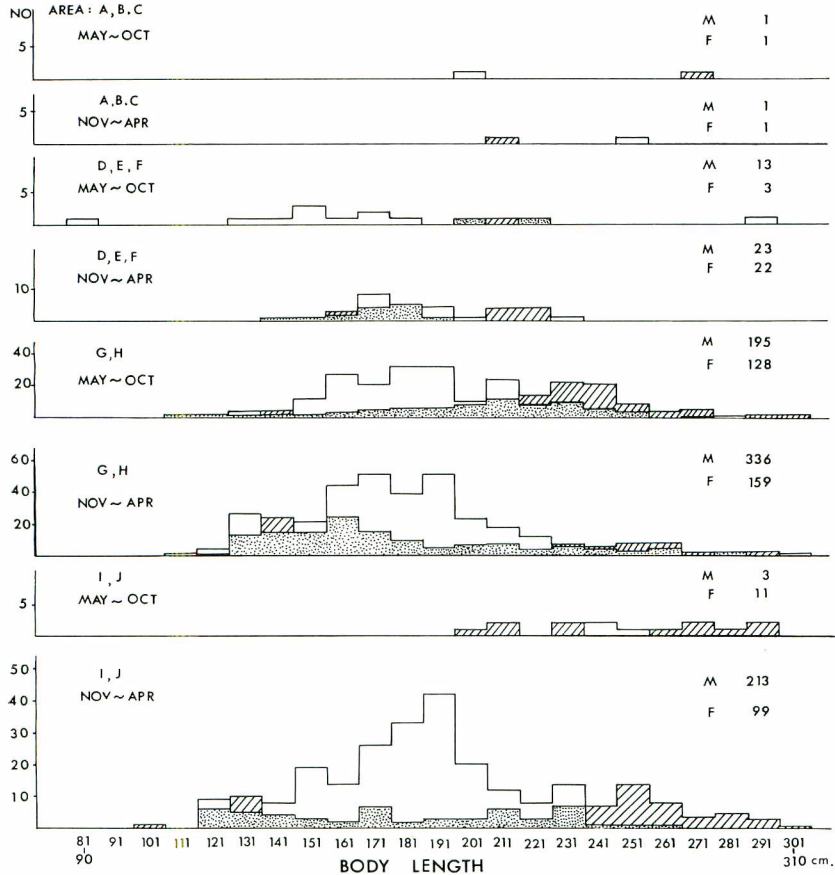 NO AREA: A,B.C M 1
MAY~OCT F 1
5
A,B.C M 1
5
NOV~APR F 1
D,E,F M 13
MAY~OCT F 3
5
D,E,F M 23
NOV~APR F 22
10
40 G,H M 195
MAY~OCT F 128
20
60 G,H M 336
40 NOV~APR F 159
20
I,J M 3
MAY~OCT F 11
5
50 I,J M 213
NOV~APR F 99
40
30
20
10
81 91 101 111 121 131 141 151 161 171 181 191 201 211 221 231 241 251 261 271 281 291 301
90 BODY LENGTH 310 cm.